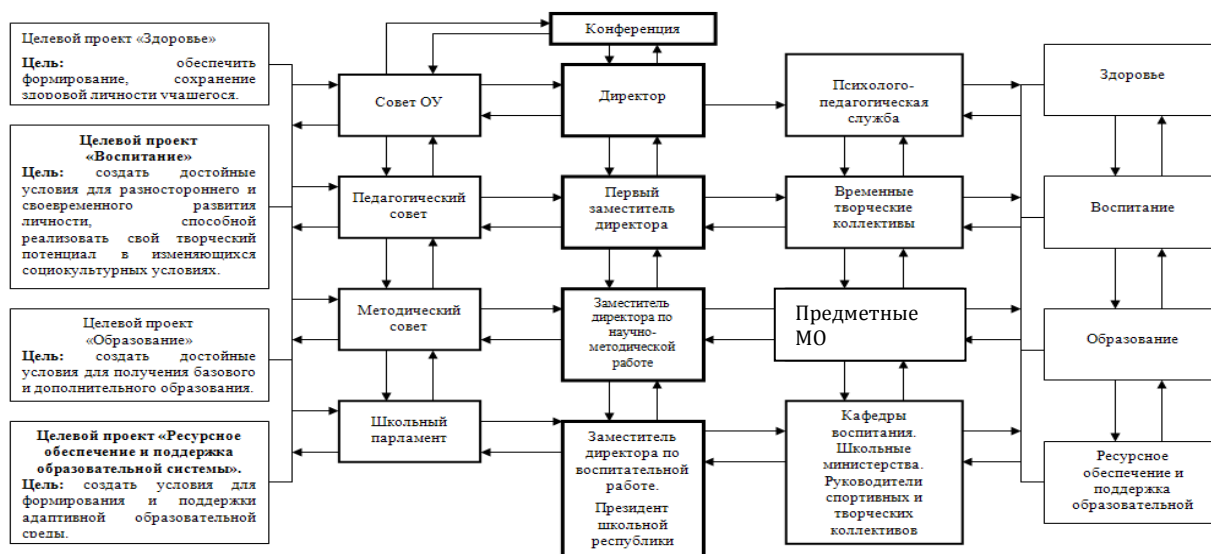 Целевой проект «Здоровье»
Цель: обеспечить
формирование, сохранение
здоровой личности учащегося.
Целевой проект
«Воспитание»
Цель: создать достойные
условия для разностороннего и
своевременного развития
личности, способной
реализовать свой творческий
потенциал в изменяющихся
социокультурных условиях.
Целевой проект
«Образование»
Цель: создать достойные
условия для получения базового
и дополнительного образования.
Целевой проект «Ресурсное
обеспечение и поддержка
образовательной системы».
Цель: создать условия для
формирования и поддержки
адаптивной образовательной
среды.
Совет ОУ
Педагогический
совет
Методический
совет
Школьный
парламент
Конференция
Директор
Первый
заместитель
директора
Заместитель
директора по
научно-
методической
работе
Заместитель
директора по
воспитательной
работе.
Президент
школьной
республики
Психолого-
педагогическая
служба
Временные
творческие
коллективы
Предметные
МО
Кафедры
воспитания.
Школьные
министерства.
Руководители
спортивных и
творческих
коллективов
Здоровье
Воспитание
Образование
Ресурсное
обеспечение и
поддержка
образовательной